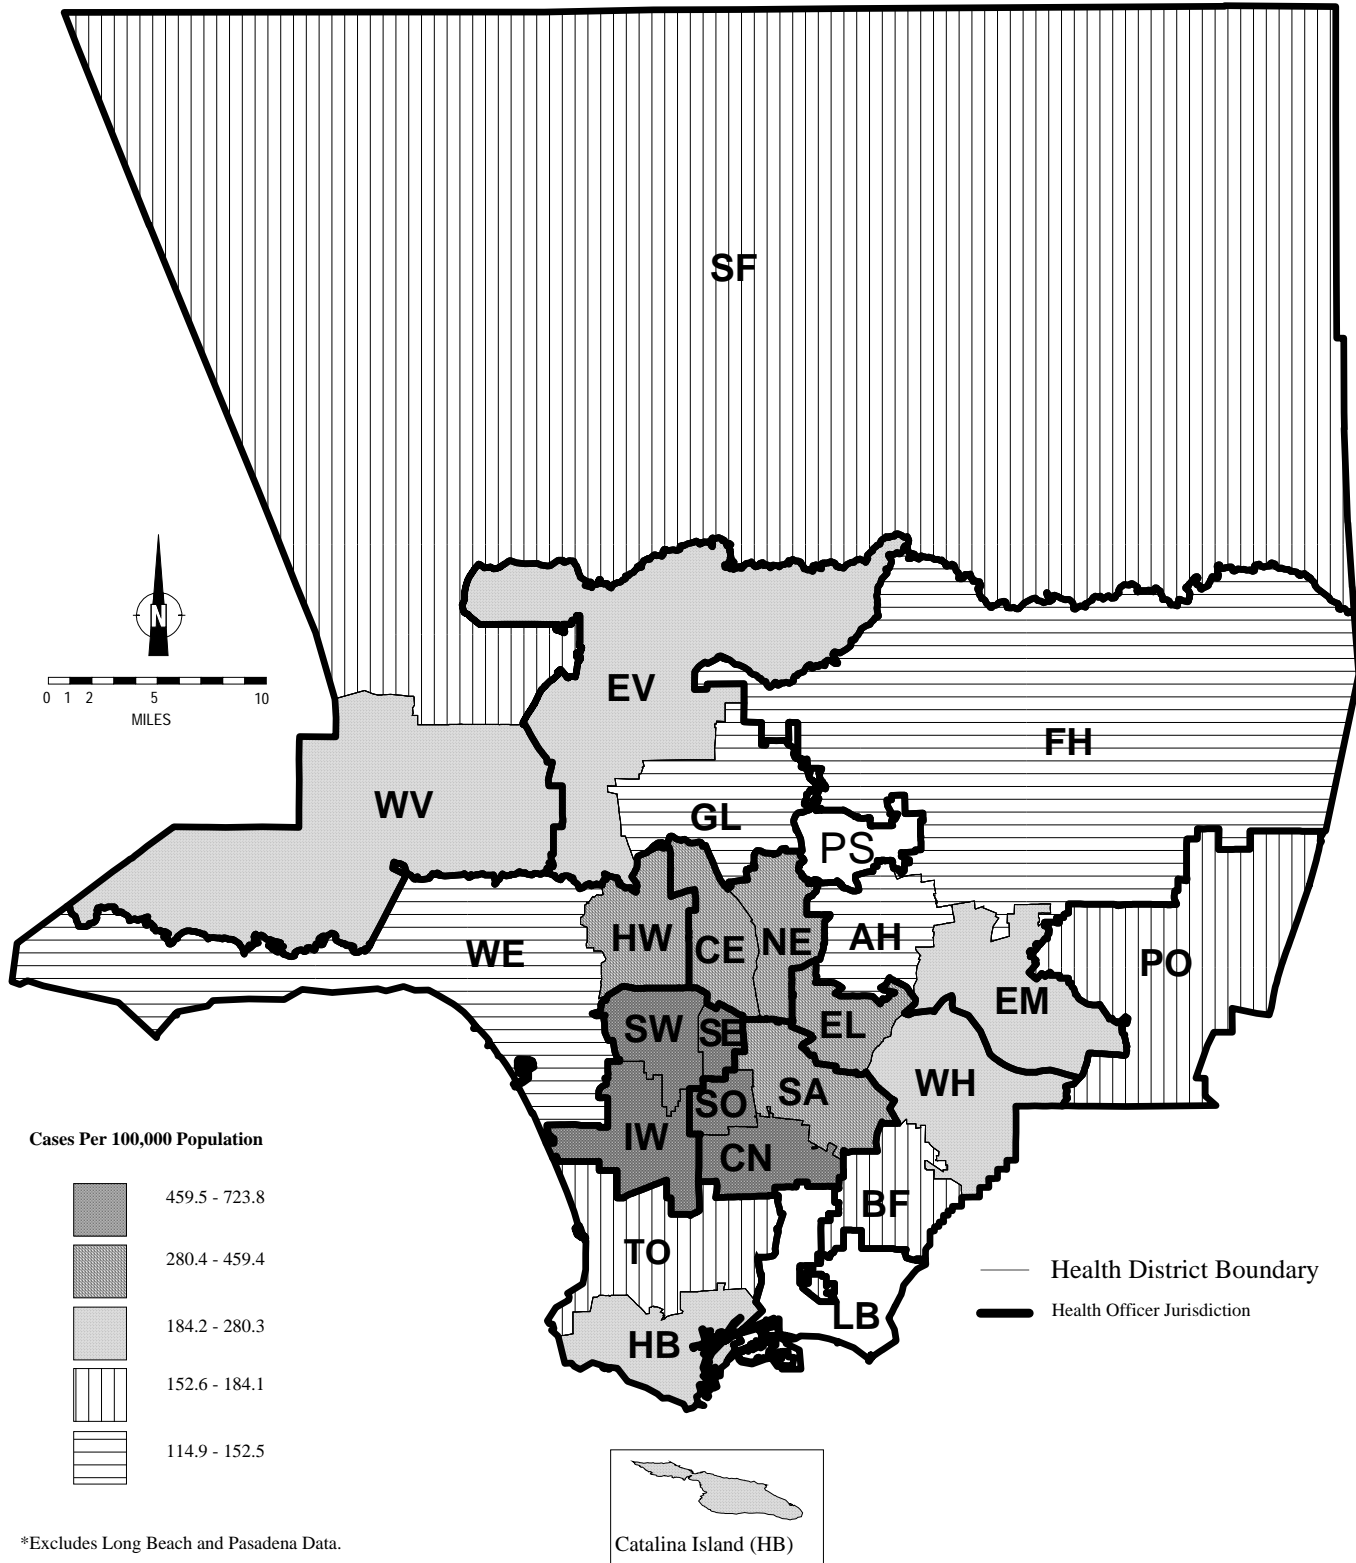 SF
N
0 1 2 5 10
MILES
EV
FH
WV
GL
PS
HW
CE
NE
AH
WE
PO
EM
SW
SE
EL
WH
SO
SA
IW
CN
BF
TO
LB
HB
Cases Per 100,000 Population
459.5 - 723.8
280.4 - 459.4
184.2 - 280.3
152.6 - 184.1
114.9 - 152.5
Health District Boundary
Health Officer Jurisdiction
Catalina Island (HB)
*Excludes Long Beach and Pasadena Data.